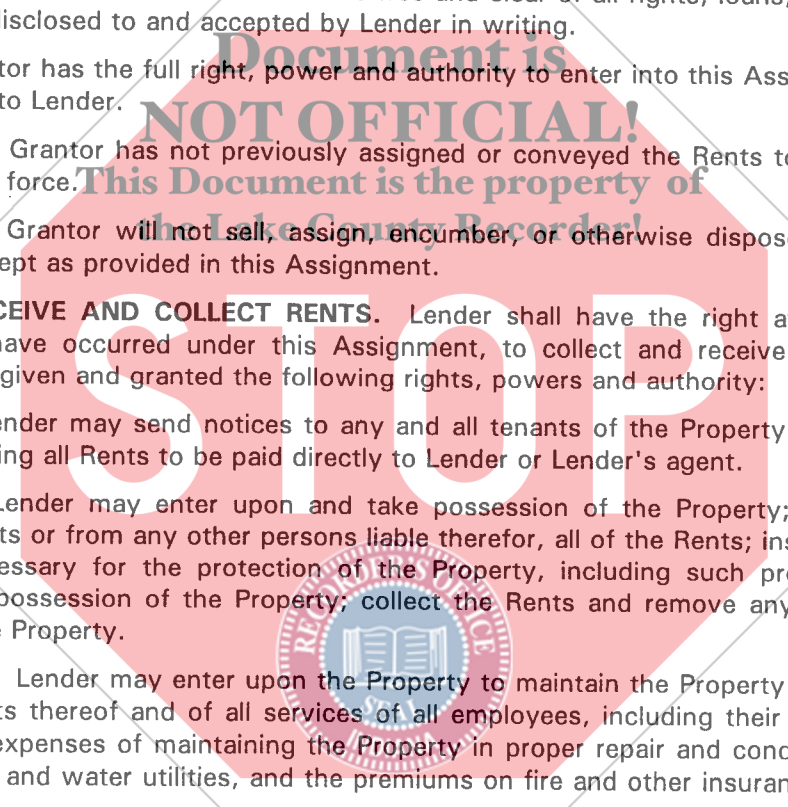 disclosed to and accepted by Lender in writing.
Document is
tor has the full right, power and authority to enter into this Ass
to Lender.
NOT OFFICIAL!
Grantor has not previously assigned or conveyed the Rents to
force.
This Document is the property of
the Lake County Recorder!
Grantor will not sell, assign, encumber, or otherwise dispose
ept as provided in this Assignment.
CEIVE AND COLLECT RENTS. Lender shall have the right a
have occurred under this Assignment, to collect and receive
given and granted the following rights, powers and authority:
STOP
ender may send notices to any and all tenants of the Property
ing all Rents to be paid directly to Lender or Lender's agent.
Lender may enter upon and take possession of the Property;
ts or from any other persons liable therefor, all of the Rents; ins
essary for the protection of the Property, including such pro
possession of the Property; collect the Rents and remove any
e Property.
RECORDER'S OFFICE
SEAL
Lender may enter upon the Property to maintain the Property
ts thereof and of all services of all employees, including their
expenses of maintaining the Property in proper repair and cond
and water utilities, and the premiums on fire and other insuran